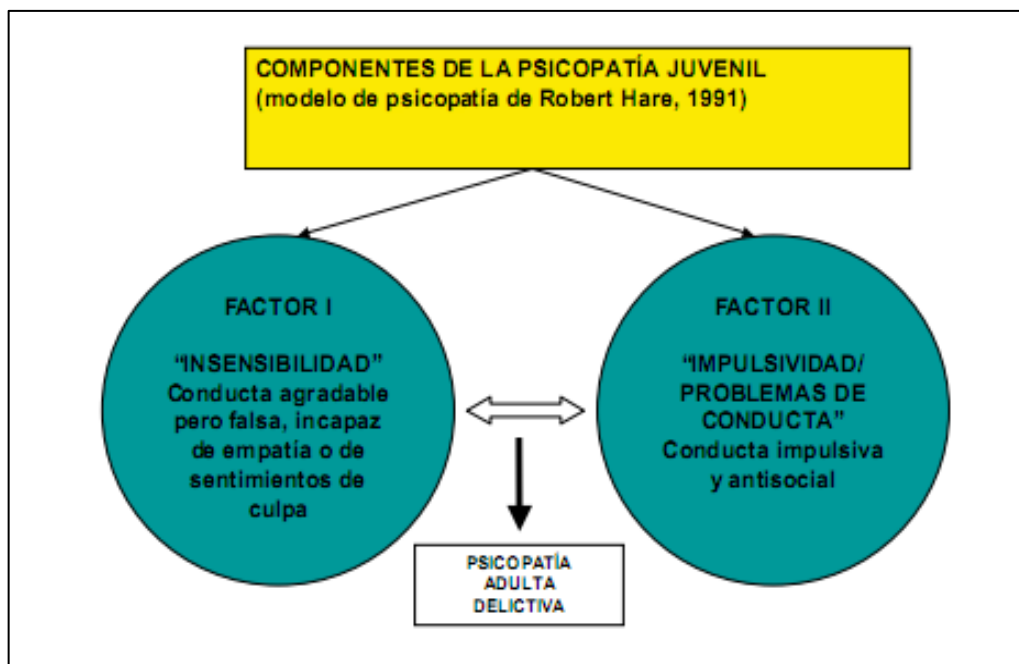 COMPONENTES DE LA PSICOPATÍA JUVENIL
(modelo de psicopatía de Robert Hare, 1991)
FACTOR I
“INSENSIBILIDAD”
Conducta agradable
pero falsa, incapaz
de empatía o de
sentimientos de
culpa
FACTOR II
“IMPULSIVIDAD/
PROBLEMAS DE
CONDUCTA”
Conducta impulsiva
y antisocial
PSICOPATÍA
ADULTA
DELICTIVA